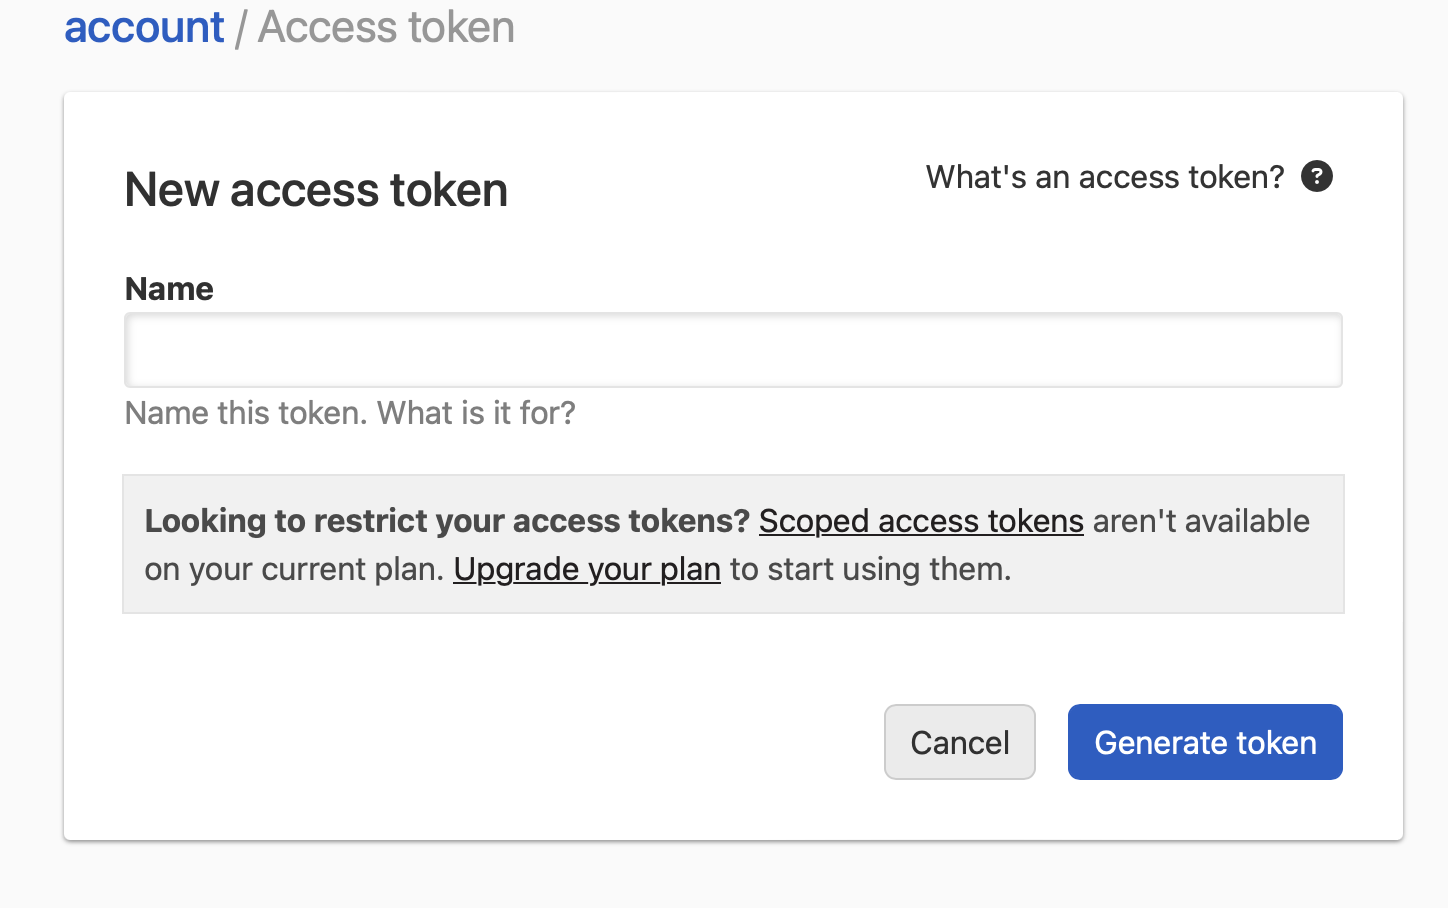 account / Access token
New access token
What's an access token? ?
Name
Name this token. What is it for?
Looking to restrict your access tokens? Scoped access tokens aren't available
on your current plan. Upgrade your plan to start using them.
Cancel
Generate token